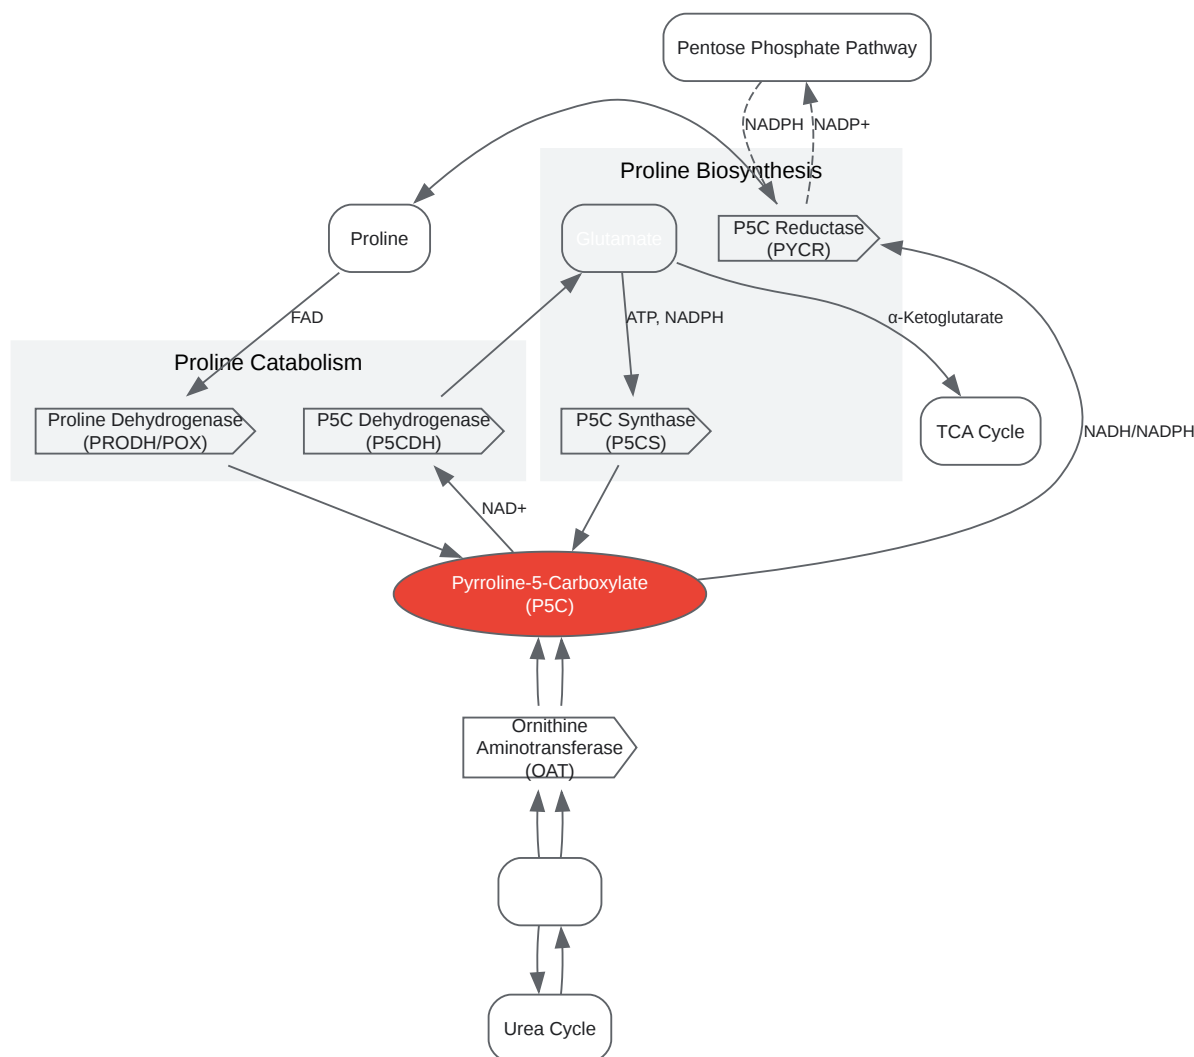 Pentose Phosphate Pathway
NADPH
NADP+
Proline Biosynthesis
Proline
Glutamate
P5C Reductase
(PYCR)
FAD
ATP, NADPH
α-Ketoglutarate
Proline Catabolism
Proline Dehydrogenase
(PRODH/POX)
P5C Dehydrogenase
(P5CDH)
P5C Synthase
(P5CS)
TCA Cycle
NADH/NADPH
NAD+
Pyrroline-5-Carboxylate
(P5C)
Ornithine
Aminotransferase
(OAT)
Urea Cycle